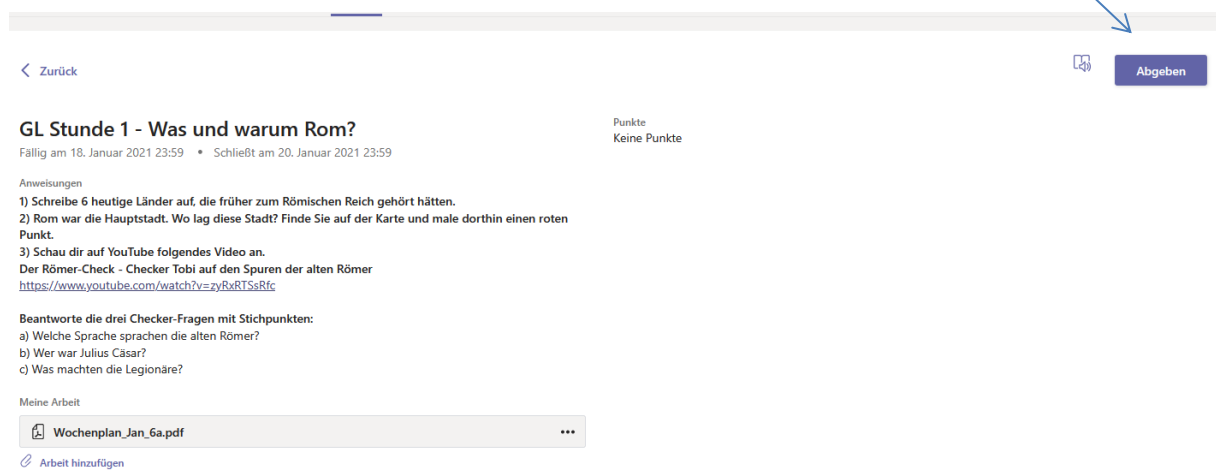 Zurück
Abgeben
GL Stunde 1 - Was und warum Rom?
Fällig am 18. Januar 2021 23:59 • Schließt am 20. Januar 2021 23:59
Punkte
Keine Punkte
Anweisungen
1) Schreibe 6 heutige Länder auf, die früher zum Römischen Reich gehört hätten.
2) Rom war die Hauptstadt. Wo lag diese Stadt? Finde Sie auf der Karte und male dorthin einen roten
Punkt.
3) Schau dir auf YouTube folgendes Video an.
Der Römer-Check - Checker Tobi auf den Spuren der alten Römer
https://www.youtube.com/watch?v=zyRxRTSsRfc
Beantworte die drei Checker-Fragen mit Stichpunkten:
a) Welche Sprache sprachen die alten Römer?
b) Wer war Julius Cäsar?
c) Was machten die Legionäre?
Meine Arbeit
Wochenplan_Jan_6a.pdf
Arbeit hinzufügen